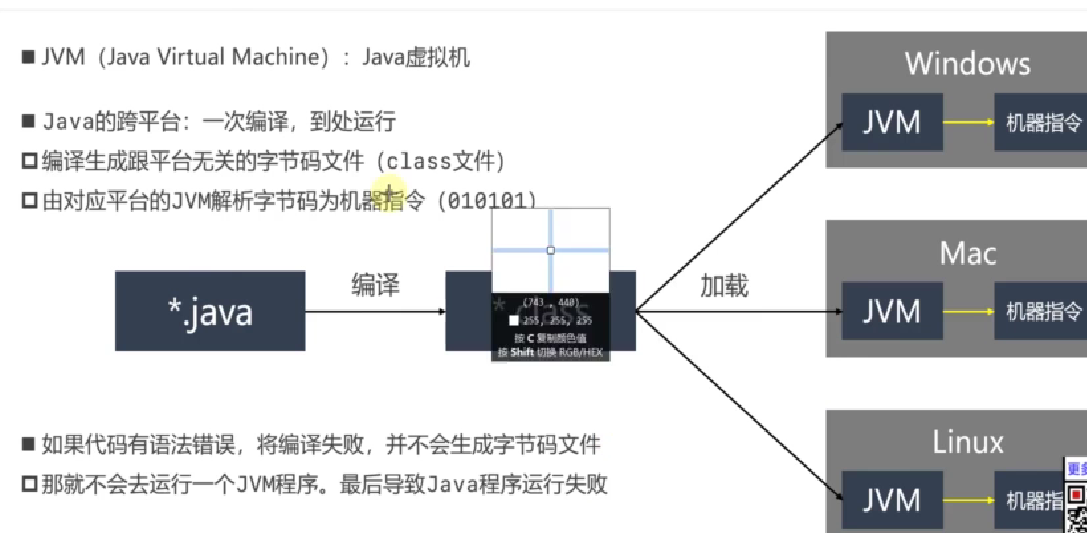 JVM（Java Virtual Machine）：Java虚拟机
Java的跨平台：一次编译，到处运行
编译生成跟平台无关的字节码文件（class文件）
由对应平台的JVM解析字节码为机器指令（010101）
*.java
编译
*.class
(743 , 440)
255, 255, 255
按 C 复制颜色值
按 Shift 切换 RGB/HEX
加载
Windows
JVM
机器指令
Mac
JVM
机器指令
Linux
JVM
机器指
如果代码有语法错误，将编译失败，并不会生成字节码文件
那就不会去运行一个JVM程序。最后导致Java程序运行失败
更多